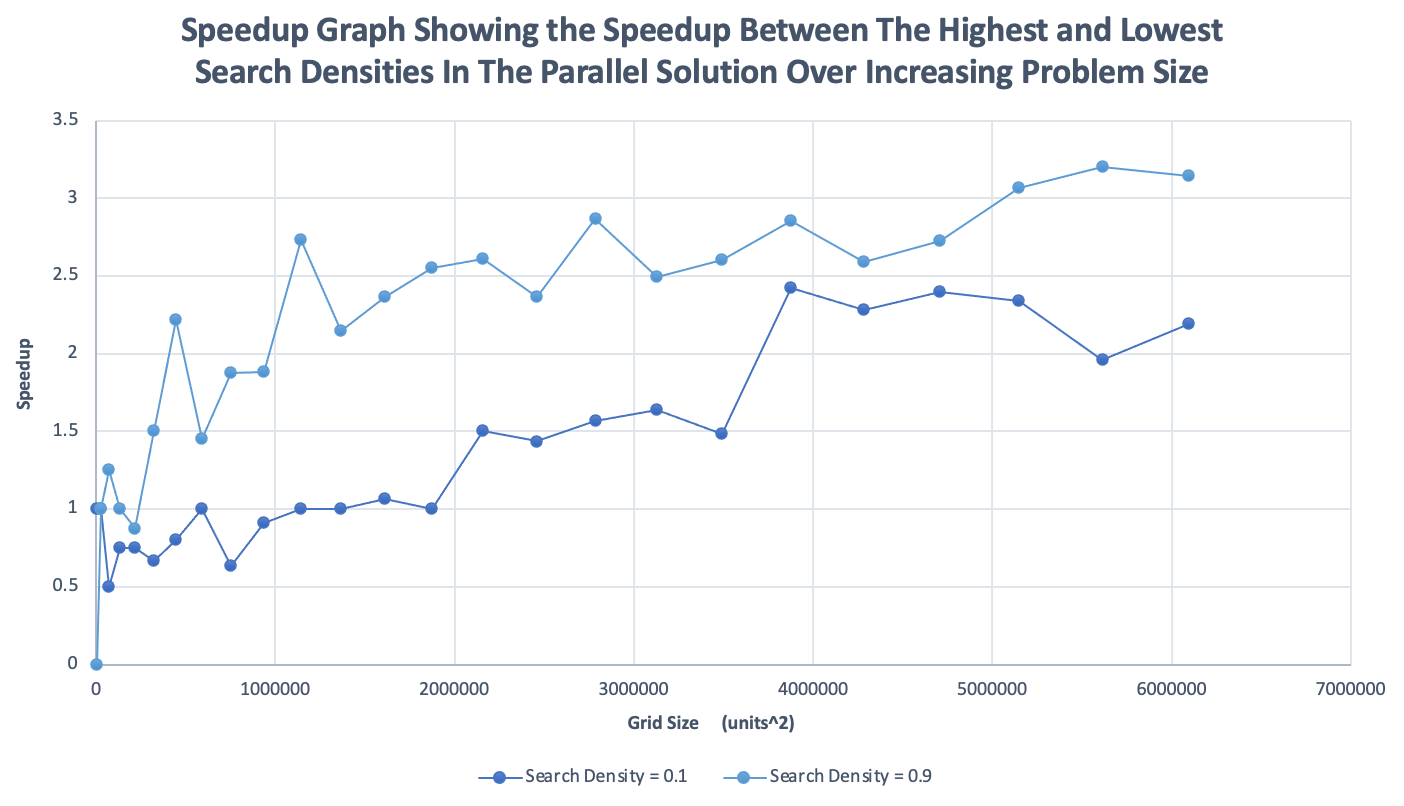 Speedup Graph Showing the Speedup Between The Highest and Lowest
Search Densities In The Parallel Solution Over Increasing Problem Size
3.5
3
2.5
2
1.5
1
0.5
0
Speedup
0 1000000 2000000 3000000 4000000 5000000 6000000 7000000
Grid Size (units^2)
Search Density = 0.1 Search Density = 0.9